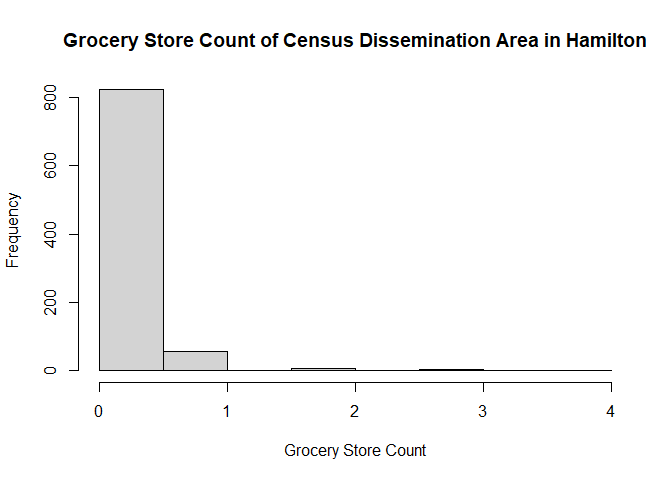 Grocery Store Count of Census Dissemination Area in Hamilton
Frequency
800
600
400
200
0
0 1 2 3 4
Grocery Store Count